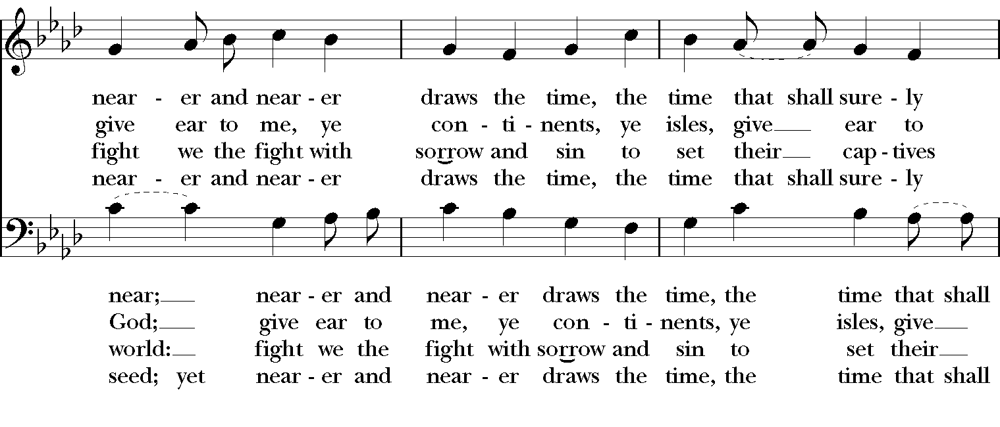 near - er and near - er draws the time, the time that shall sure - ly
give ear to me, ye con - ti - nents, ye isles, give___ ear to
fight we the fight with sorrow and sin to set their___ cap - tives
near - er and near - er draws the time, the time that shall sure - ly
near;___ near - er and near - er draws the time, the time that shall
God;___ give ear to me, ye con - ti - nents, ye isles, give___
world:___ fight we the fight with sorrow and sin to set their___
seed; yet near - er and near - er draws the time, the time that shall